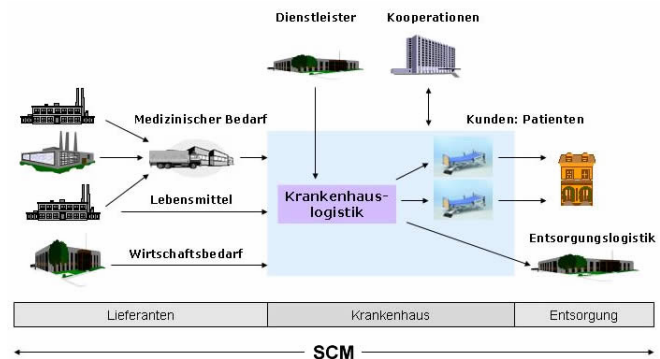 Dienstleister
Kooperationen
Medizinischer Bedarf
Kunden: Patienten
Krankenhaus-
logistik
Lebensmittel
Entsorgungslogistik
Wirtschaftsbedarf
Lieferanten
Krankenhaus
Entsorgung
SCM